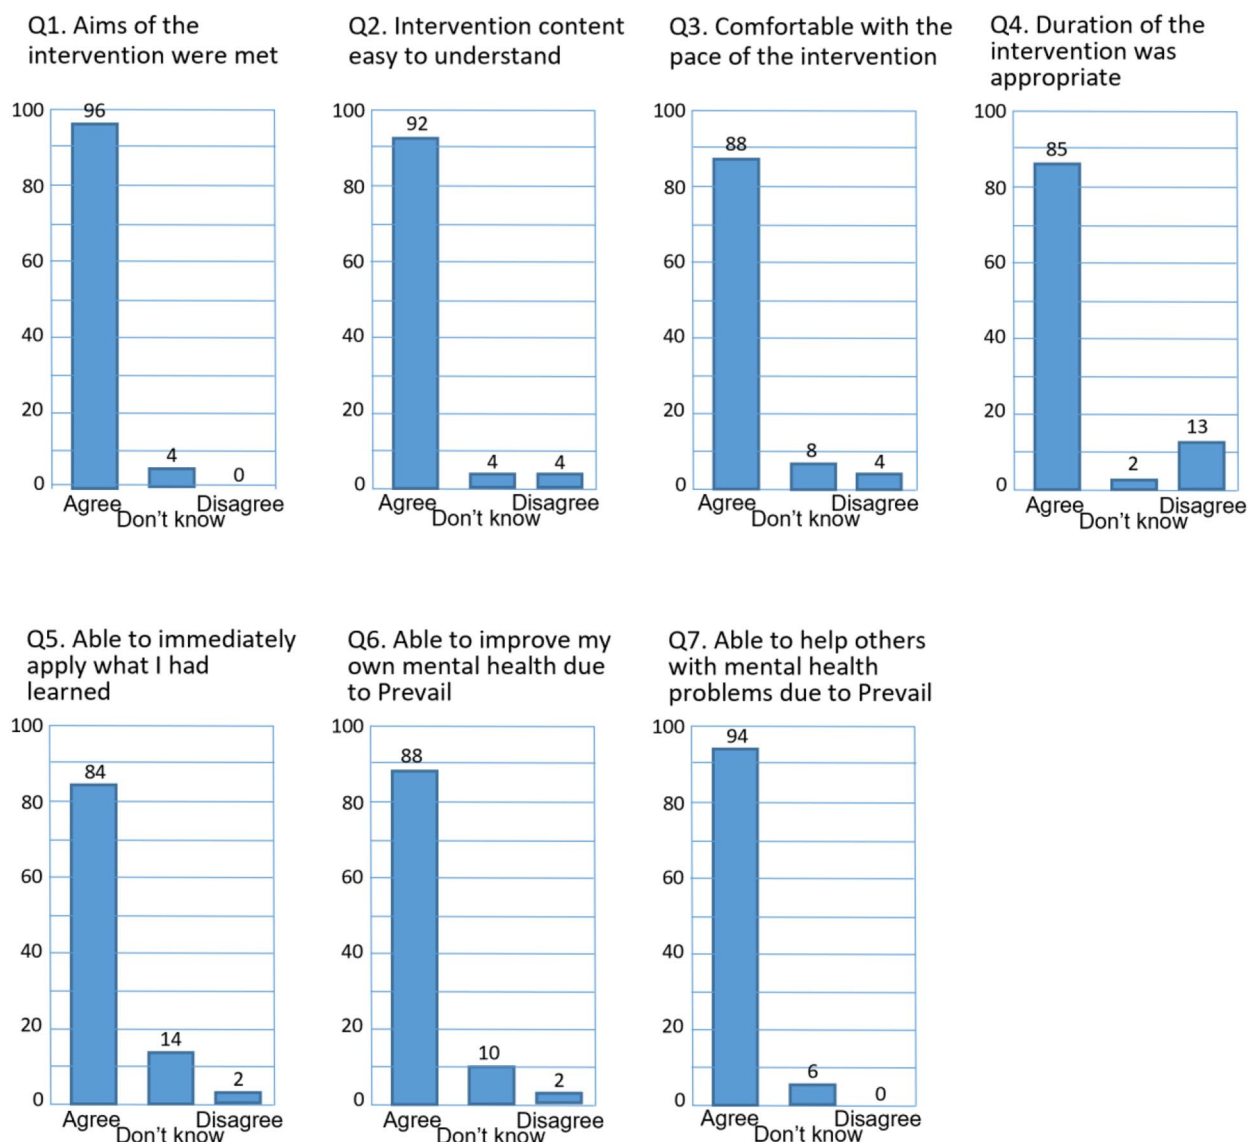 Q1. Aims of the
intervention were met
100
96
80
60
40
20
4
0
0
Agree
Don't know
Disagree
Q2. Intervention content
easy to understand
100
92
80
60
40
20
4
4
0
Agree
Don't know
Disagree
Q3. Comfortable with the
pace of the intervention
100
88
80
60
40
20
8
4
0
Agree
Don't know
Disagree
Q4. Duration of the
intervention was
appropriate
100
85
80
60
40
20
2
13
0
Agree
Don't know
Disagree
Q5. Able to immediately
apply what I had
learned
100
84
80
60
40
20
14
2
0
Agree
Don't know
Disagree
Q6. Able to improve my
own mental health due
to Prevail
100
88
80
60
40
20
10
2
0
Agree
Don't know
Disagree
Q7. Able to help others
with mental health
problems due to Prevail
100
94
80
60
40
20
6
0
0
Agree
Don't know
Disagree